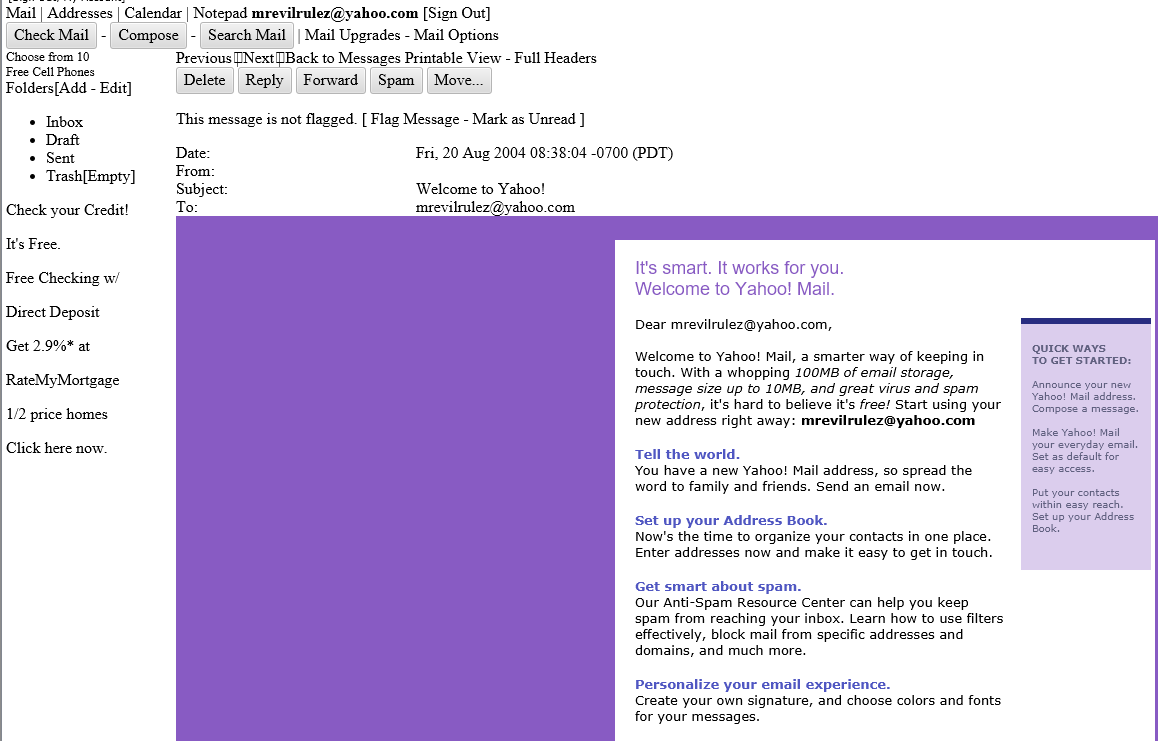 Mail | Addresses | Calendar | Notepad mrevilrulez@yahoo.com [Sign Out]
Check Mail - Compose - Search Mail | Mail Upgrades - Mail Options
Choose from 10
Free Cell Phones
Folders[Add - Edit]
Inbox
Draft
Sent
Trash[Empty]
Check your Credit!
It's Free.
Free Checking w/
Direct Deposit
Get 2.9%* at
RateMyMortgage
1/2 price homes
Click here now.
Previous Next Back to Messages Printable View - Full Headers
Delete Reply Forward Spam Move...
This message is not flagged. [ Flag Message - Mark as Unread ]
Date: Fri, 20 Aug 2004 08:38:04 -0700 (PDT)
From:
Subject: Welcome to Yahoo!
To: mrevilrulez@yahoo.com
It's smart. It works for you.
Welcome to Yahoo! Mail.
Dear mrevilrulez@yahoo.com,
Welcome to Yahoo! Mail, a smarter way of keeping in
touch. With a whopping 100MB of email storage,
message size up to 10MB, and great virus and spam
protection, it's hard to believe it's free! Start using your
new address right away: mrevilrulez@yahoo.com
Tell the world.
You have a new Yahoo! Mail address, so spread the
word to family and friends. Send an email now.
Set up your Address Book.
Now's the time to organize your contacts in one place.
Enter addresses now and make it easy to get in touch.
Get smart about spam.
Our Anti-Spam Resource Center can help you keep
spam from reaching your inbox. Learn how to use filters
effectively, block mail from specific addresses and
domains, and much more.
Personalize your email experience.
Create your own signature, and choose colors and fonts
for your messages.
QUICK WAYS
TO GET STARTED:
Announce your new
Yahoo! Mail address.
Compose a message.
Make Yahoo! Mail
your everyday email.
Set as default for
easy access.
Put your contacts
within easy reach.
Set up your Address
Book.